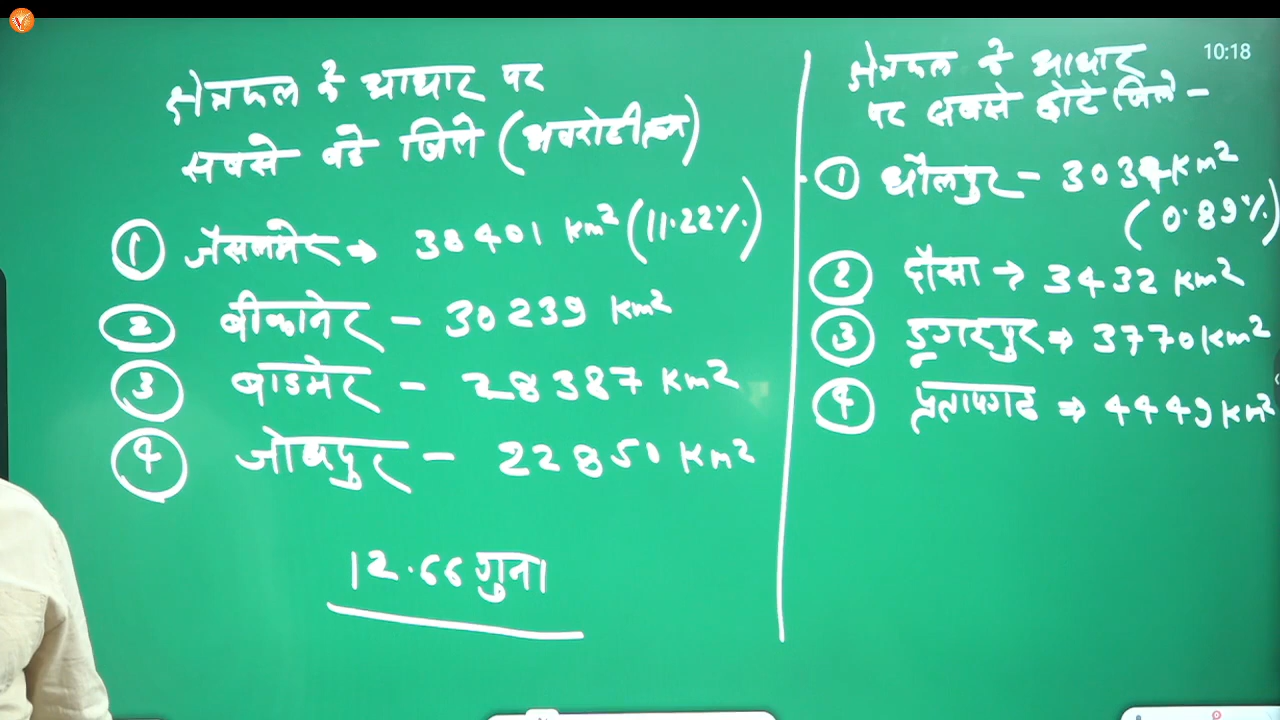 10:18
क्षेत्रफल के आधार पर
सबसे बडे जिले (अवरोही क्रम)
① जैसलमेर → 38401 km² (11.22%)
② बीकानेर - 30239 km²
③ बाडमेर - 28387 km²
④ जोधपुर - 22850 km²
12.66 गुना
क्षेत्रफल के आधार
पर सबसे छोटे जिले -
① धौलपुर - 3034 km²
(0.89%)
② दौसा → 3432 km²
③ डूगरपुर → 3770 km²
④ प्रतापगढ ⇒ 4449 km²